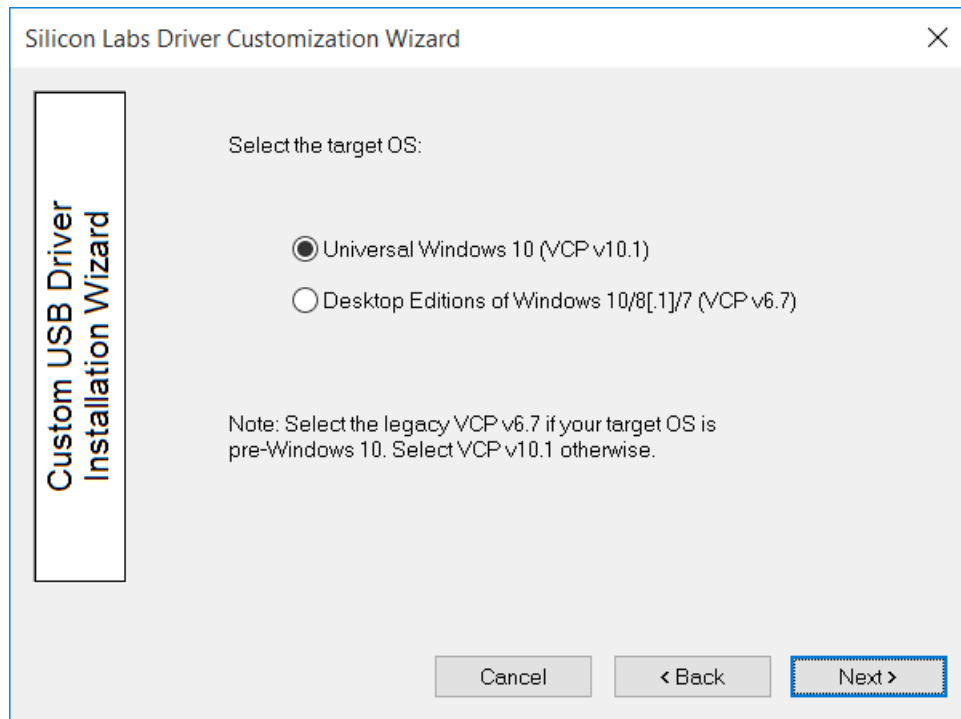 Silicon Labs Driver Customization Wizard
Custom USB Driver
Installation Wizard
Select the target OS:
Universal Windows 10 (VCP v10.1)
Desktop Editions of Windows 10/8[.1]/7 (VCP v6.7)
Note: Select the legacy VCP v6.7 if your target OS is
pre-Windows 10. Select VCP v10.1 otherwise.
Cancel
< Back
Next >